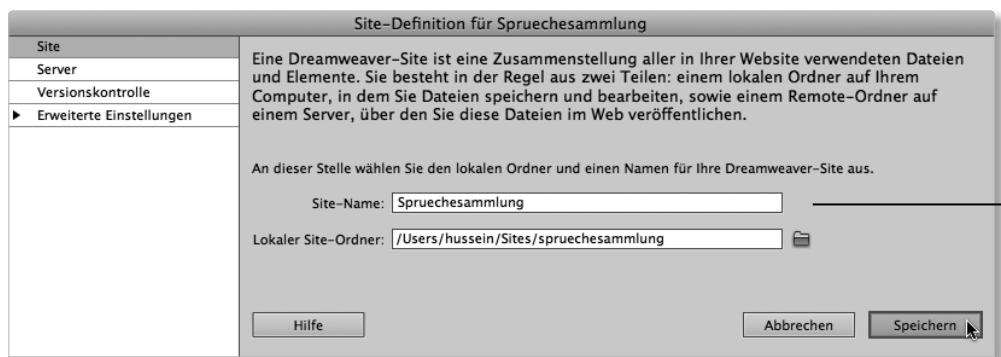 Site-Definition für Spruechesammlung
Site
Server
Versionskontrolle
Erweiterte Einstellungen
Eine Dreamweaver-Site ist eine Zusammenstellung aller in Ihrer Website verwendeten Dateien
und Elemente. Sie besteht in der Regel aus zwei Teilen: einem lokalen Ordner auf Ihrem
Computer, in dem Sie Dateien speichern und bearbeiten, sowie einem Remote-Ordner auf
einem Server, über den Sie diese Dateien im Web veröffentlichen.
An dieser Stelle wählen Sie den lokalen Ordner und einen Namen für Ihre Dreamweaver-Site aus.
Site-Name: Spruechesammlung
Lokaler Site-Ordner: /Users/hussein/Sites/spruechesammlung
Hilfe Abbrechen Speichern